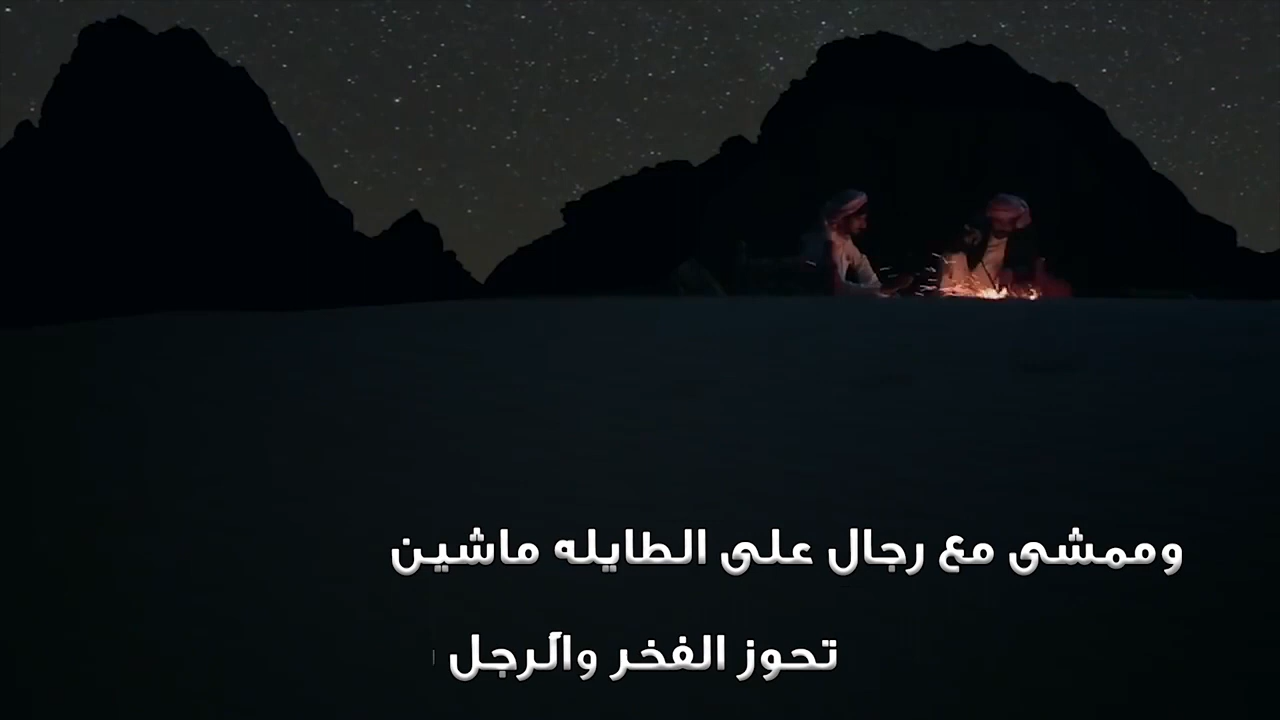 وممشى مع رجال على الطايله ماشين
تحوز الفخر والرجل